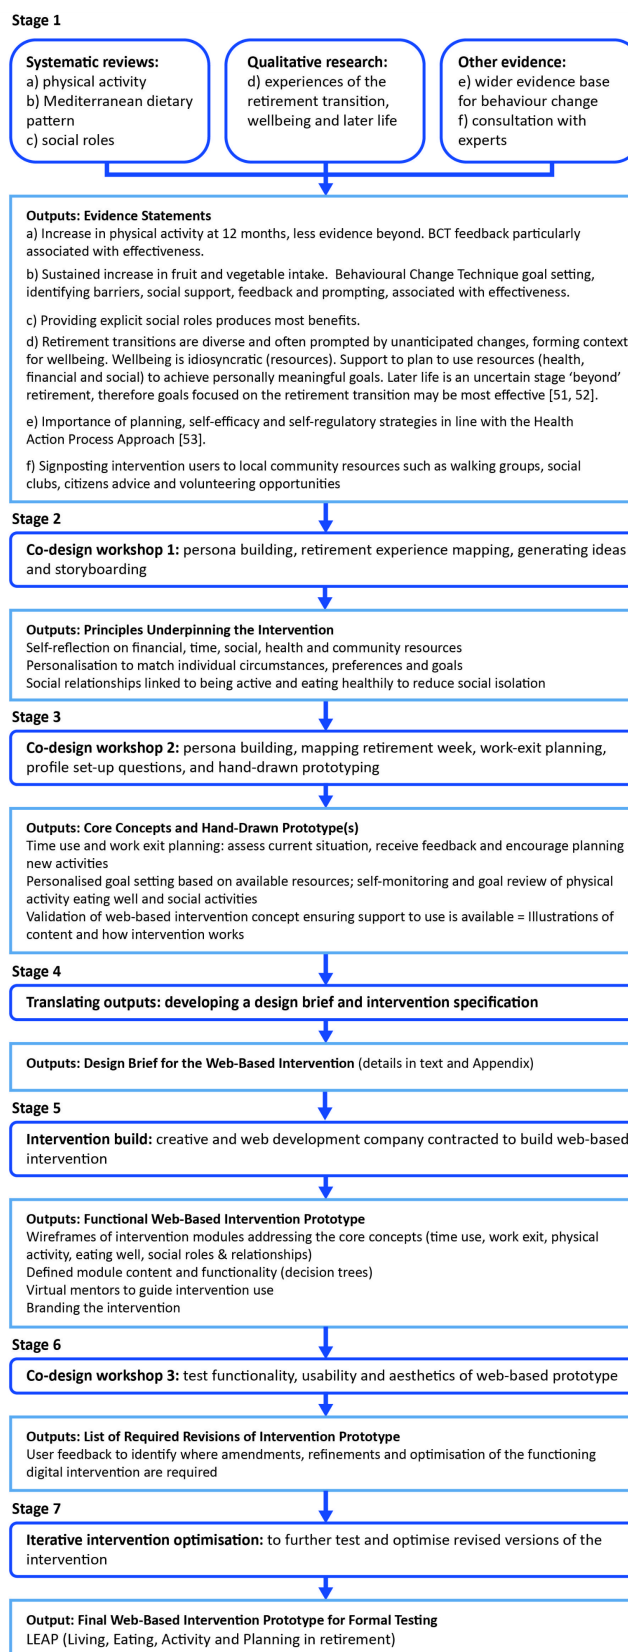 Stage 1
Systematic reviews:
a) physical activity
b) Mediterranean dietary
pattern
c) social roles
Qualitative research:
d) experiences of the
retirement transition,
wellbeing and later life
Other evidence:
e) wider evidence base
for behaviour change
f) consultation with
experts
Outputs: Evidence Statements
a) Increase in physical activity at 12 months, less evidence beyond. BCT feedback particularly
associated with effectiveness.
b) Sustained increase in fruit and vegetable intake.  Behavioural Change Technique goal setting,
identifying barriers, social support, feedback and prompting, associated with effectiveness.
c) Providing explicit social roles produces most benefits.
d) Retirement transitions are diverse and often prompted by unanticipated changes, forming context
for wellbeing. Wellbeing is idiosyncratic (resources). Support to plan to use resources (health,
financial and social) to achieve personally meaningful goals. Later life is an uncertain stage ‘beyond’
retirement, therefore goals focused on the retirement transition may be most effective [51, 52].
e) Importance of planning, self-efficacy and self-regulatory strategies in line with the Health
Action Process Approach [53].
f) Signposting intervention users to local community resources such as walking groups, social
clubs, citizens advice and volunteering opportunities
Stage 2
Co-design workshop 1: persona building, retirement experience mapping, generating ideas
and storyboarding
Outputs: Principles Underpinning the Intervention
Self-reflection on financial, time, social, health and community resources
Personalisation to match individual circumstances, preferences and goals
Social relationships linked to being active and eating healthily to reduce social isolation
Stage 3
Co-design workshop 2: persona building, mapping retirement week, work-exit planning,
profile set-up questions, and hand-drawn prototyping
Outputs: Core Concepts and Hand-Drawn Prototype(s)
Time use and work exit planning: assess current situation, receive feedback and encourage planning
new activities
Personalised goal setting based on available resources; self-monitoring and goal review of physical
activity eating well and social activities
Validation of web-based intervention concept ensuring support to use is available = Illustrations of
content and how intervention works
Stage 4
Translating outputs: developing a design brief and intervention specification
Outputs: Design Brief for the Web-Based Intervention (details in text and Appendix)
Stage 5
Intervention build: creative and web development company contracted to build web-based
intervention
Outputs: Functional Web-Based Intervention Prototype
Wireframes of intervention modules addressing the core concepts (time use, work exit, physical
activity, eating well, social roles & relationships)
Defined module content and functionality (decision trees)
Virtual mentors to guide intervention use
Branding the intervention
Stage 6
Co-design workshop 3: test functionality, usability and aesthetics of web-based prototype
Outputs: List of Required Revisions of Intervention Prototype
User feedback to identify where amendments, refinements and optimisation of the functioning
digital intervention are required
Stage 7
Iterative intervention optimisation: to further test and optimise revised versions of the
intervention
Output: Final Web-Based Intervention Prototype for Formal Testing
LEAP (Living, Eating, Activity and Planning in retirement)